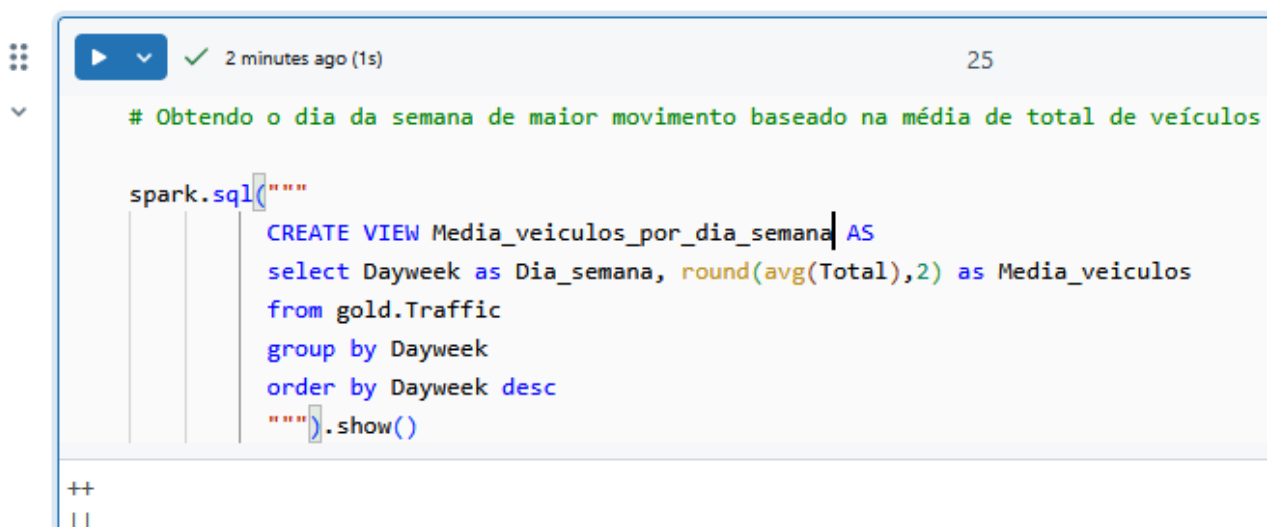 2 minutes ago (1s)
25
# Obtendo o dia da semana de maior movimento baseado na média de total de veículos
spark.sql("""
CREATE VIEW Media_veiculos_por_dia_semana AS
select Dayweek as Dia_semana, round(avg(Total),2) as Media_veiculos
from gold.Traffic
group by Dayweek
order by Dayweek desc
""").show()
++
||